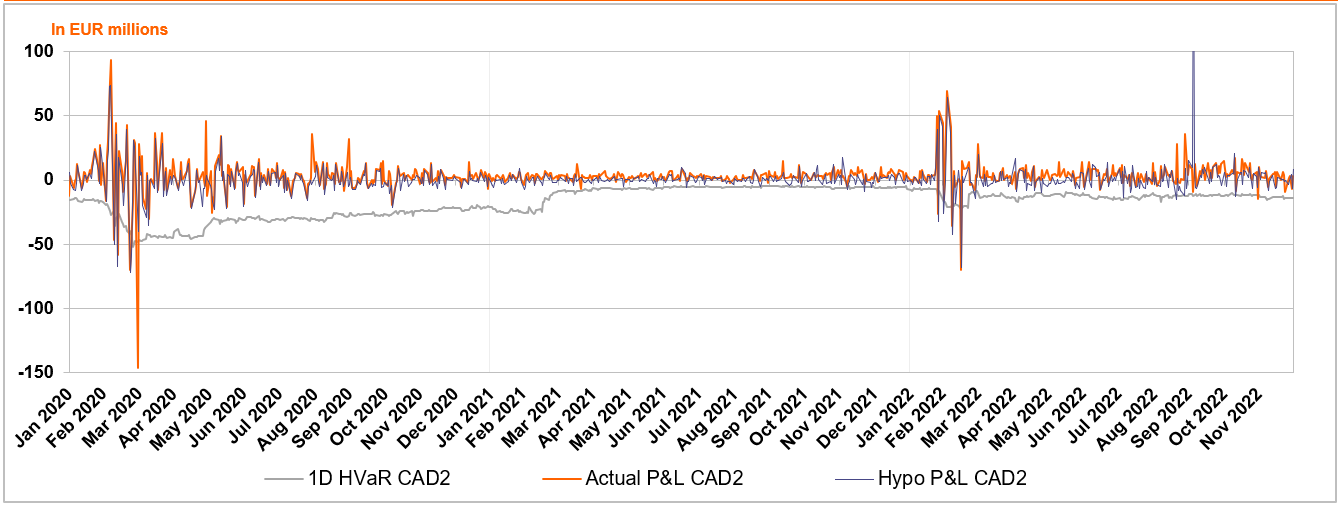 In EUR millions
100
50
0
-50
-100
-150
Jan 2020
Feb 2020
Mar 2020
Apr 2020
May 2020
Jun 2020
Jul 2020
Aug 2020
Sep 2020
Oct 2020
Nov 2020
Dec 2020
Jan 2021
Feb 2021
Mar 2021
Apr 2021
May 2021
Jun 2021
Jul 2021
Aug 2021
Sep 2021
Oct 2021
Nov 2021
Dec 2021
Jan 2022
Feb 2022
Mar 2022
Apr 2022
May 2022
Jun 2022
Jul 2022
Aug 2022
Sep 2022
Oct 2022
Nov 2022
1D HVaR CAD2 Actual P&L CAD2 Hypo P&L CAD2